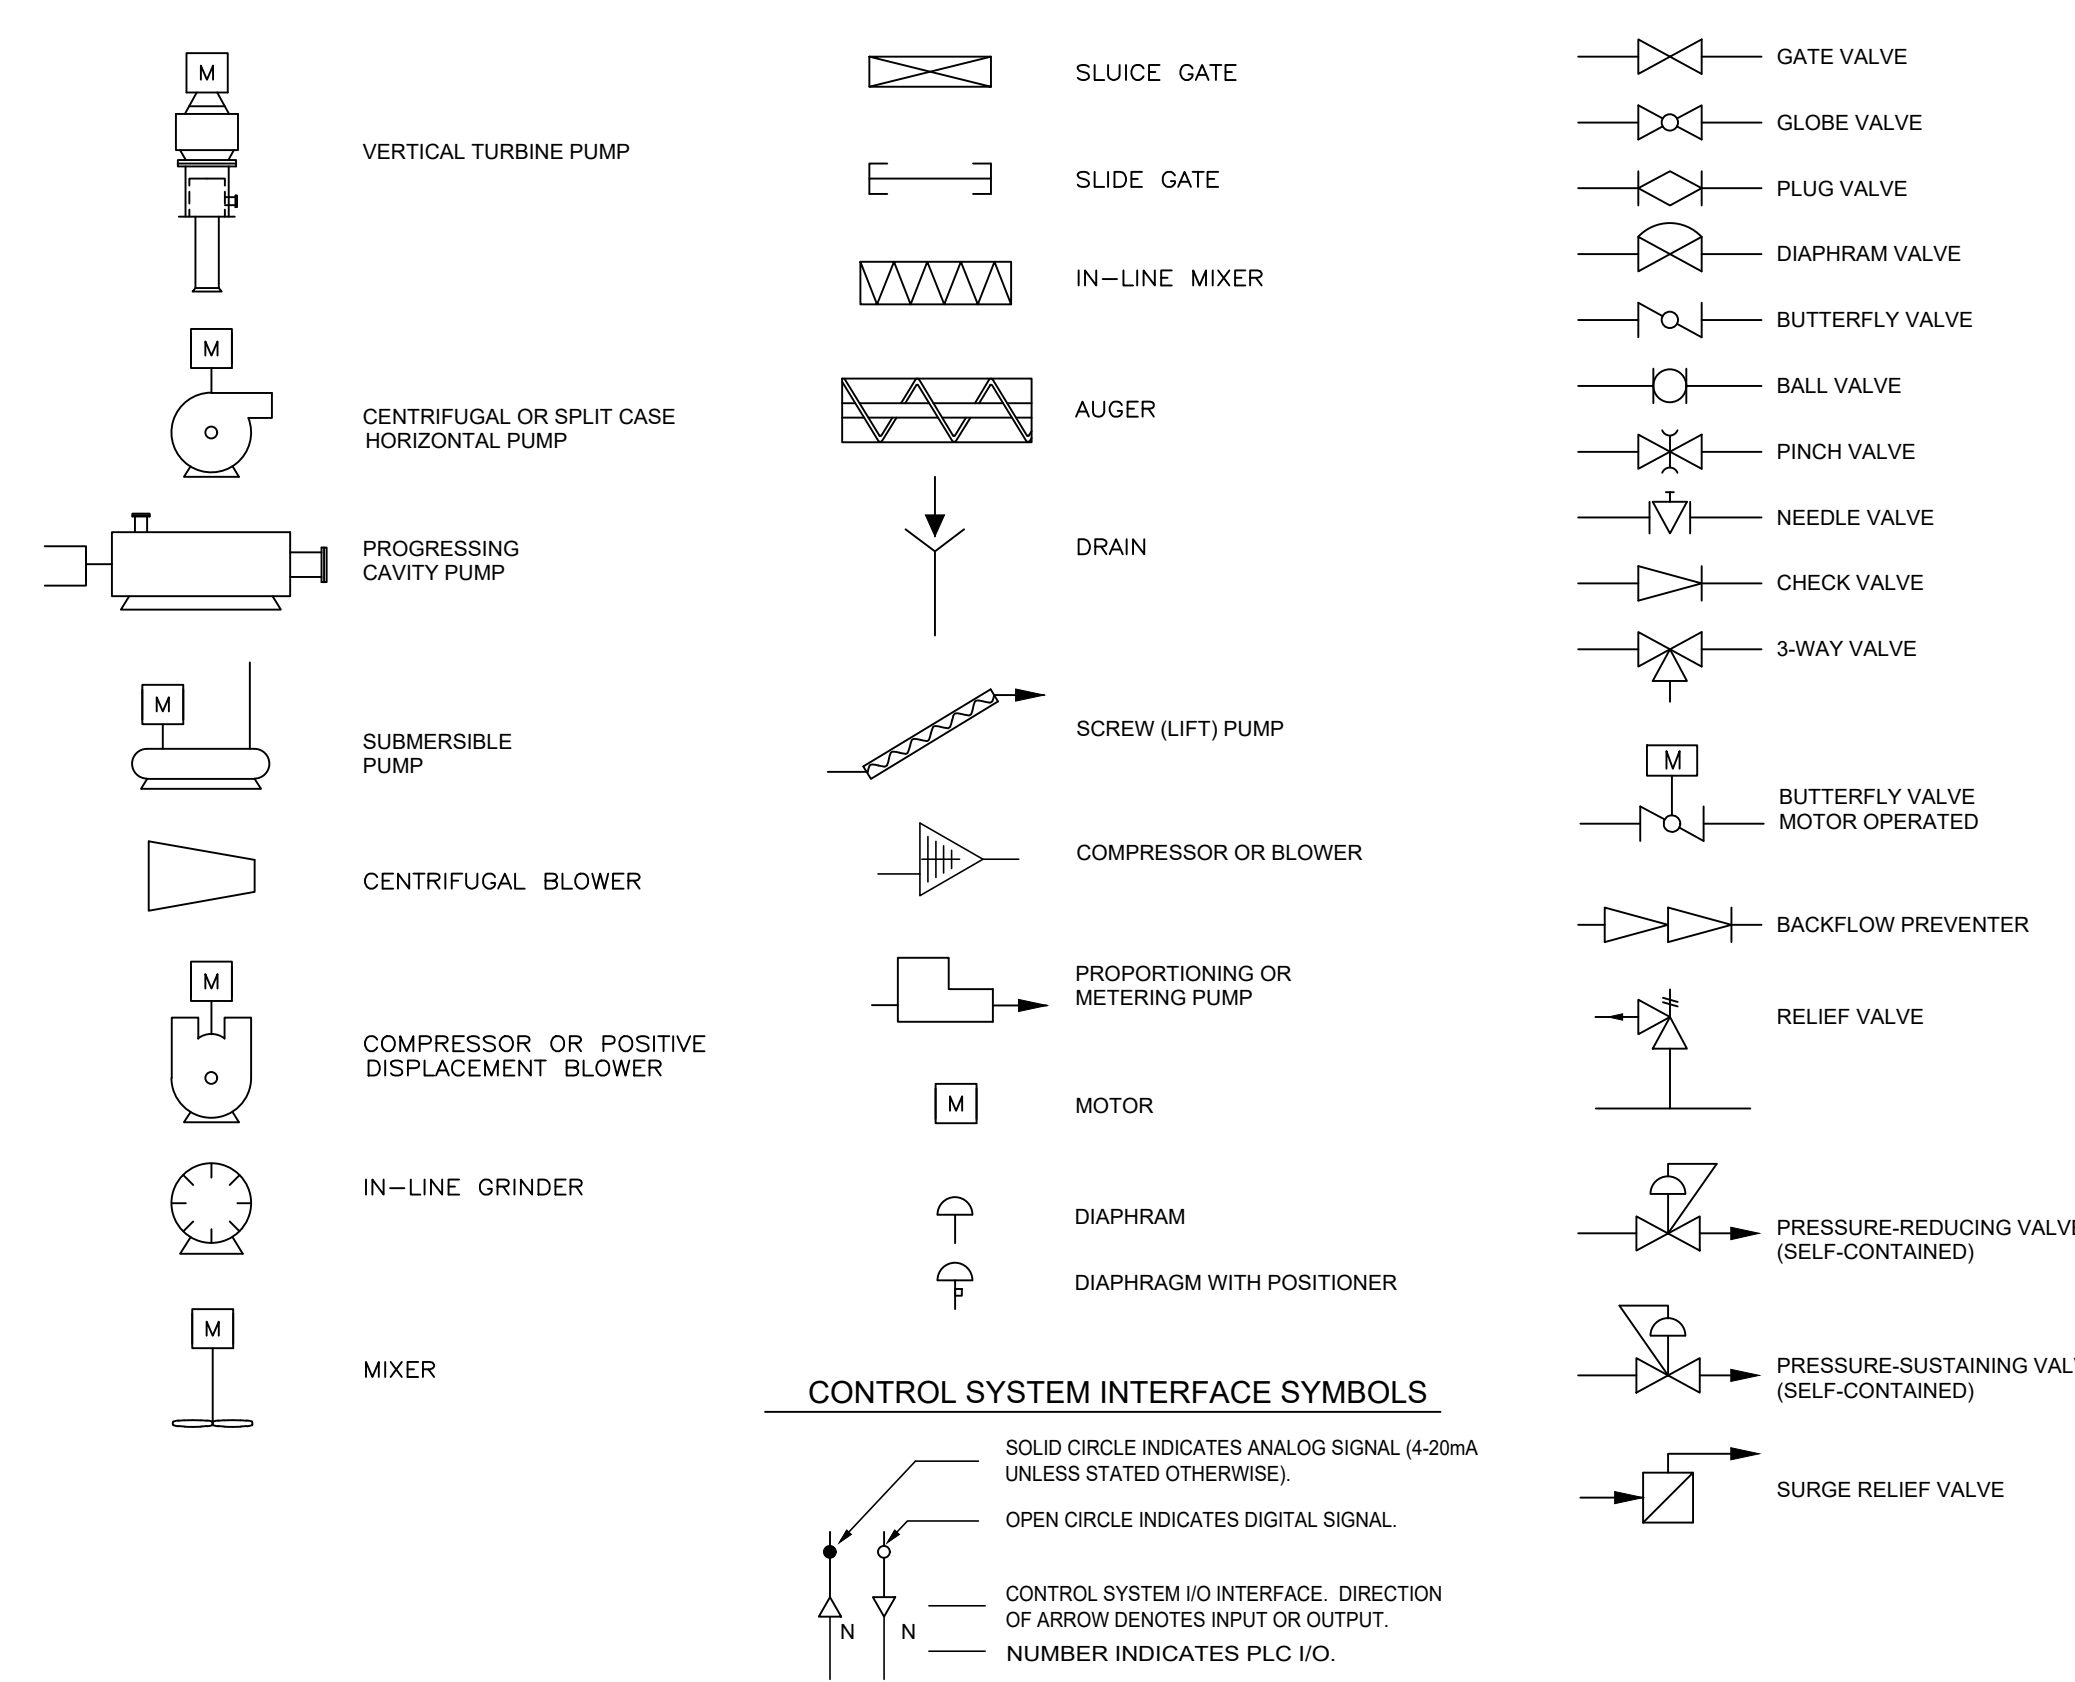 M
VERTICAL TURBINE PUMP
M
CENTRIFUGAL OR SPLIT CASE
HORIZONTAL PUMP
PROGRESSING
CAVITY PUMP
M
SUBMERSIBLE
PUMP
CENTRIFUGAL BLOWER
M
COMPRESSOR OR POSITIVE
DISPLACEMENT BLOWER
IN-LINE GRINDER
M
MIXER
SLUICE GATE
SLIDE GATE
IN-LINE MIXER
AUGER
DRAIN
SCREW (LIFT) PUMP
COMPRESSOR OR BLOWER
PROPORTIONING OR
METERING PUMP
M
MOTOR
DIAPHRAM
DIAPHRAGM WITH POSITIONER
CONTROL SYSTEM INTERFACE SYMBOLS
SOLID CIRCLE INDICATES ANALOG SIGNAL (4-20mA
UNLESS STATED OTHERWISE).
OPEN CIRCLE INDICATES DIGITAL SIGNAL.
CONTROL SYSTEM I/O INTERFACE. DIRECTION
OF ARROW DENOTES INPUT OR OUTPUT.
N N
NUMBER INDICATES PLC I/O.
GATE VALVE
GLOBE VALVE
PLUG VALVE
DIAPHRAM VALVE
BUTTERFLY VALVE
BALL VALVE
PINCH VALVE
NEEDLE VALVE
CHECK VALVE
3-WAY VALVE
M
BUTTERFLY VALVE
MOTOR OPERATED
BACKFLOW PREVENTER
RELIEF VALVE
PRESSURE-REDUCING VALVE
(SELF-CONTAINED)
PRESSURE-SUSTAINING VAL
(SELF-CONTAINED)
SURGE RELIEF VALVE